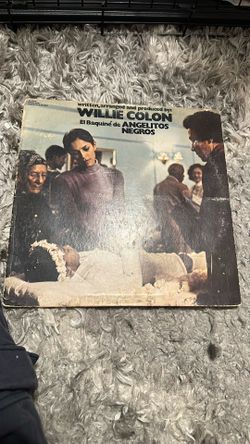 written, arranged and produced by:
WILLIE COLON
El Baquiné de ANGELITOS
NEGROS